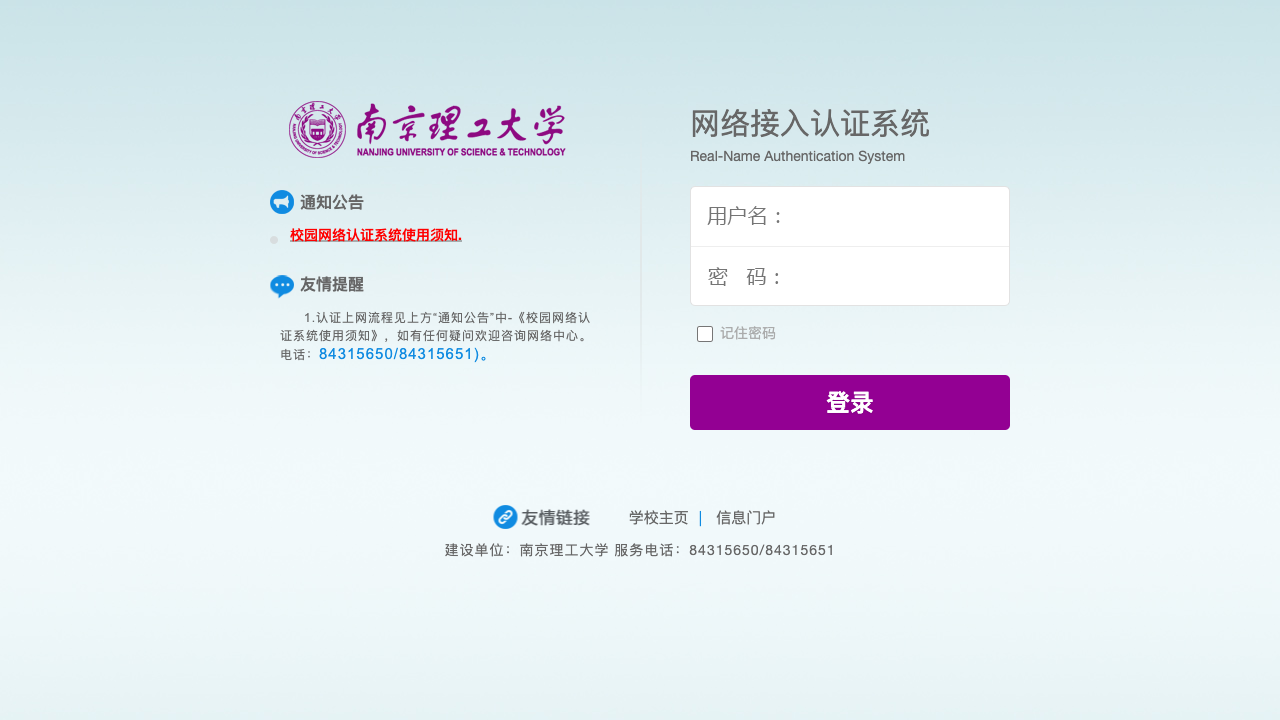 南京理工大学
NANJING UNIVERSITY OF SCIENCE & TECHNOLOGY
通知公告
校园网络认证系统使用须知.
友情提醒
1.认证上网流程见上方“通知公告”中-《校园网络认
证系统使用须知》，如有任何疑问欢迎咨询网络中心。
电话：84315650/84315651)。
网络接入认证系统
Real-Name Authentication System
用户名：
密 码：
记住密码
登录
友情链接 学校主页 | 信息门户
建设单位：南京理工大学 服务电话：84315650/84315651